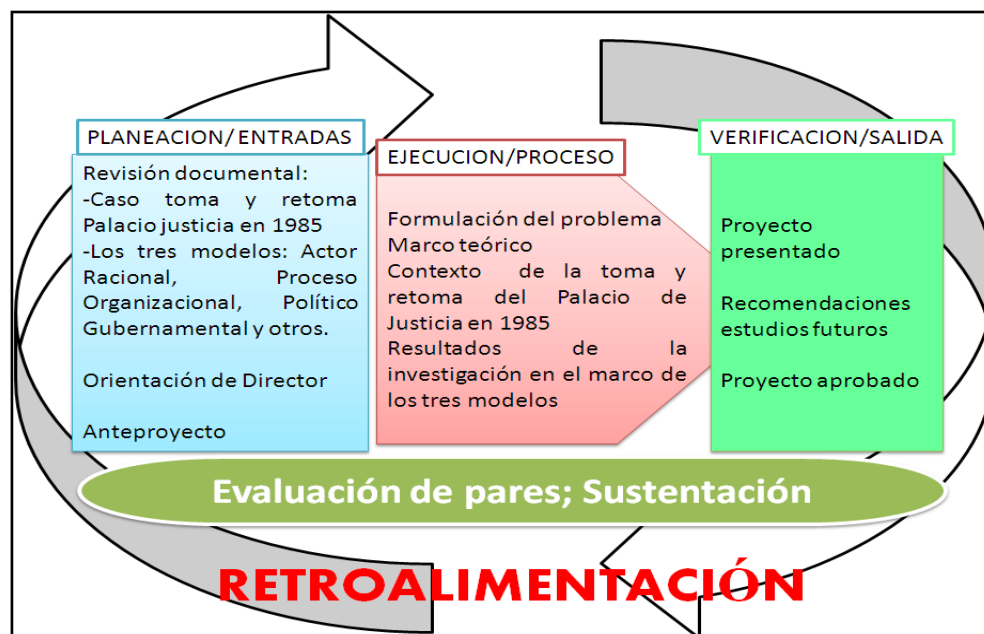 PLANEACION/ENTRADAS
Revisión documental:
-Caso toma y retoma
Palacio justicia en 1985
-Los tres modelos: Actor
Racional, Proceso
Organizacional, Político
Gubernamental y otros.
Orientación de Director
Anteproyecto
EJECUCION/PROCESO
Formulación del problema
Marco teórico
Contexto de la toma y
retoma del Palacio de
Justicia en 1985
Resultados de la
investigación en el marco de
los tres modelos
VERIFICACION/SALIDA
Proyecto
presentado
Recomendaciones
estudios futuros
Proyecto aprobado
Evaluación de pares; Sustentación
RETROALIMENTACIÓN